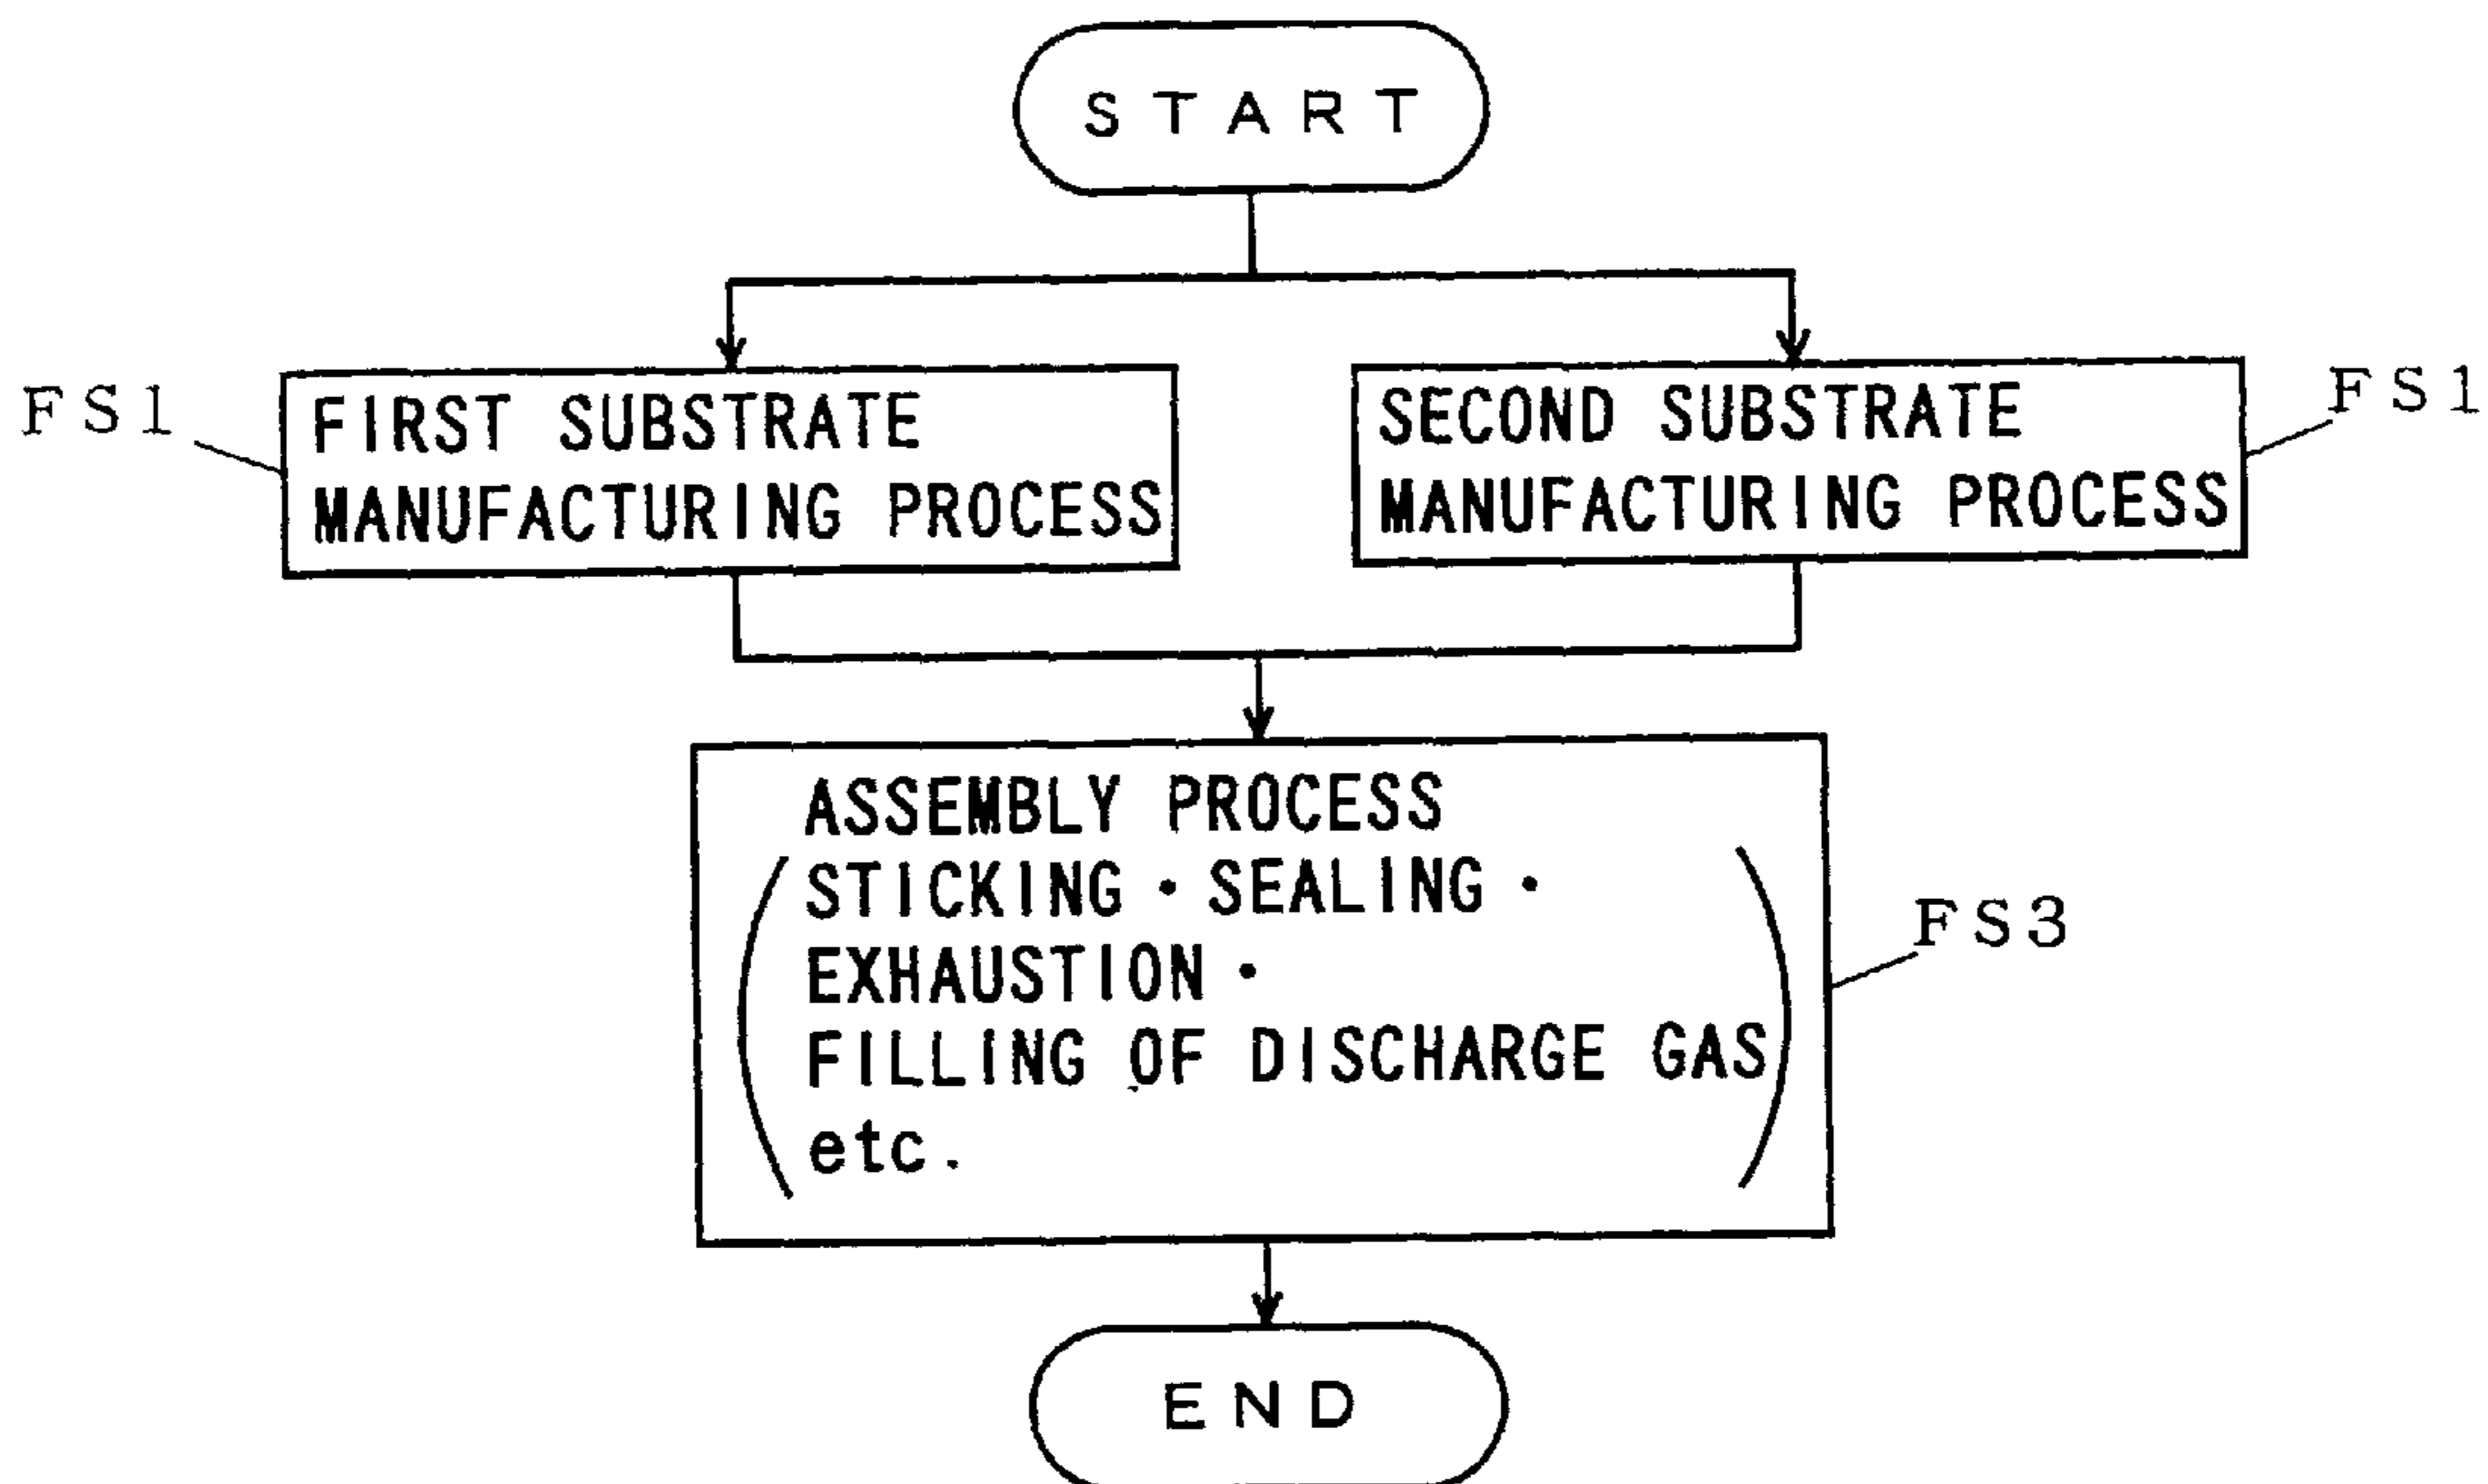 START
FS1
FIRST SUBSTRATE
MANUFACTURING PROCESS
SECOND SUBSTRATE
MANUFACTURING PROCESS
FS1
ASSEMBLY PROCESS
STICKING・SEALING・
EXHAUSTION・
FILLING OF DISCHARGE GAS
etc.
FS3
END